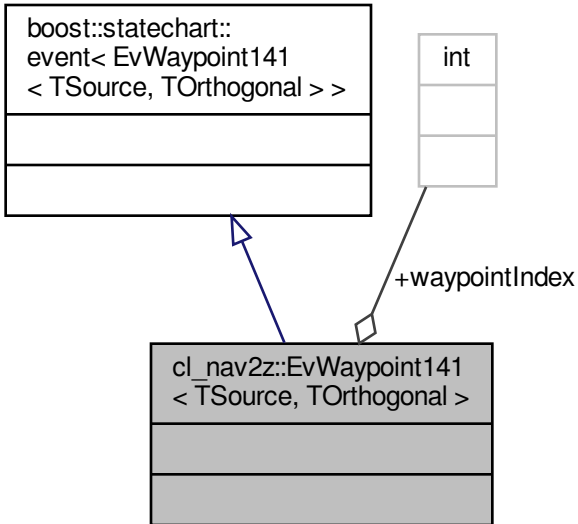 boost::statechart::
event< EvWaypoint141
< TSource, TOrthogonal > >
int
+waypointIndex
cl_nav2z::EvWaypoint141
< TSource, TOrthogonal >